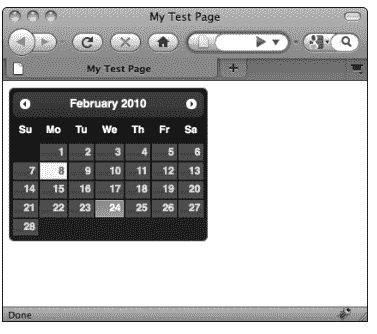 My Test Page
My Test Page
February 2010
Su Mo Tu We Th Fr Sa
1 2 3 4 5 6
7 8 9 10 11 12 13
14 15 16 17 18 19 20
21 22 23 24 25 26 27
28
Done